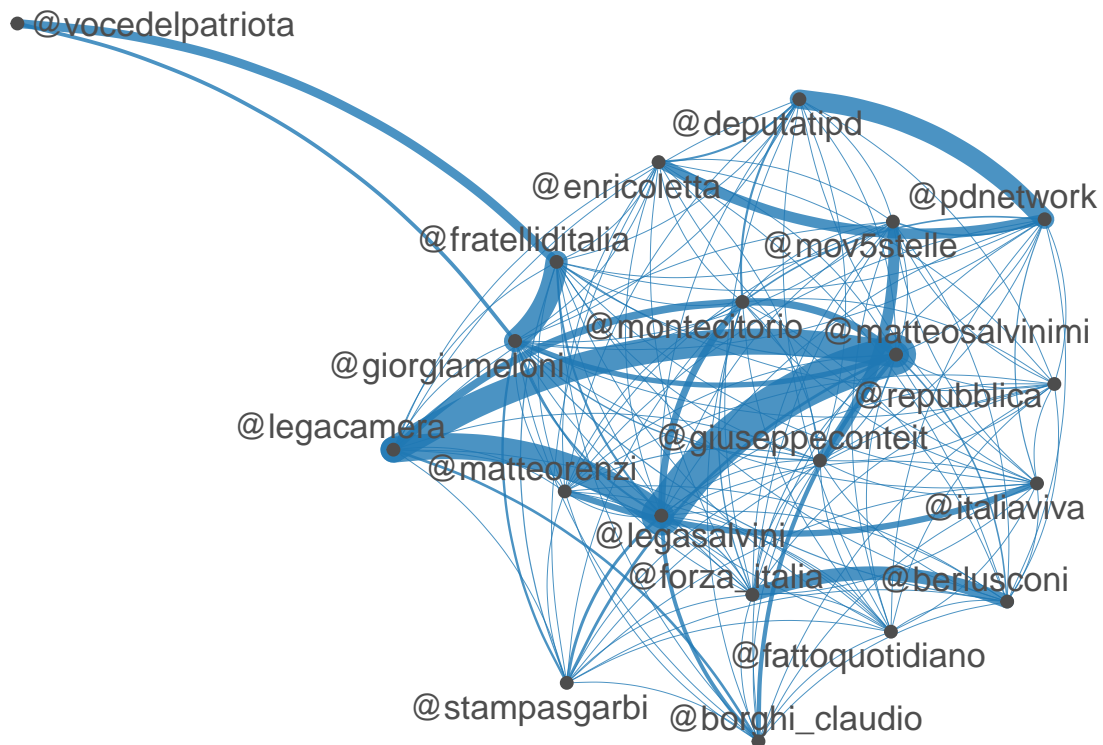 @vocedelpatriota
@deputatipd
@enricoletta
@pdnetwork
@fratelliditalia
@mov5stelle
@montecitorio
@matteosalvinimi
@giorgiameloni
@repubblica
@legacamera
@giuseppeconteit
@matteorenzi
@italiaviva
@legasalvini
@forza_italia
@berlusconi
@fattoquotidiano
@stampasgarbi
@borghi_claudio